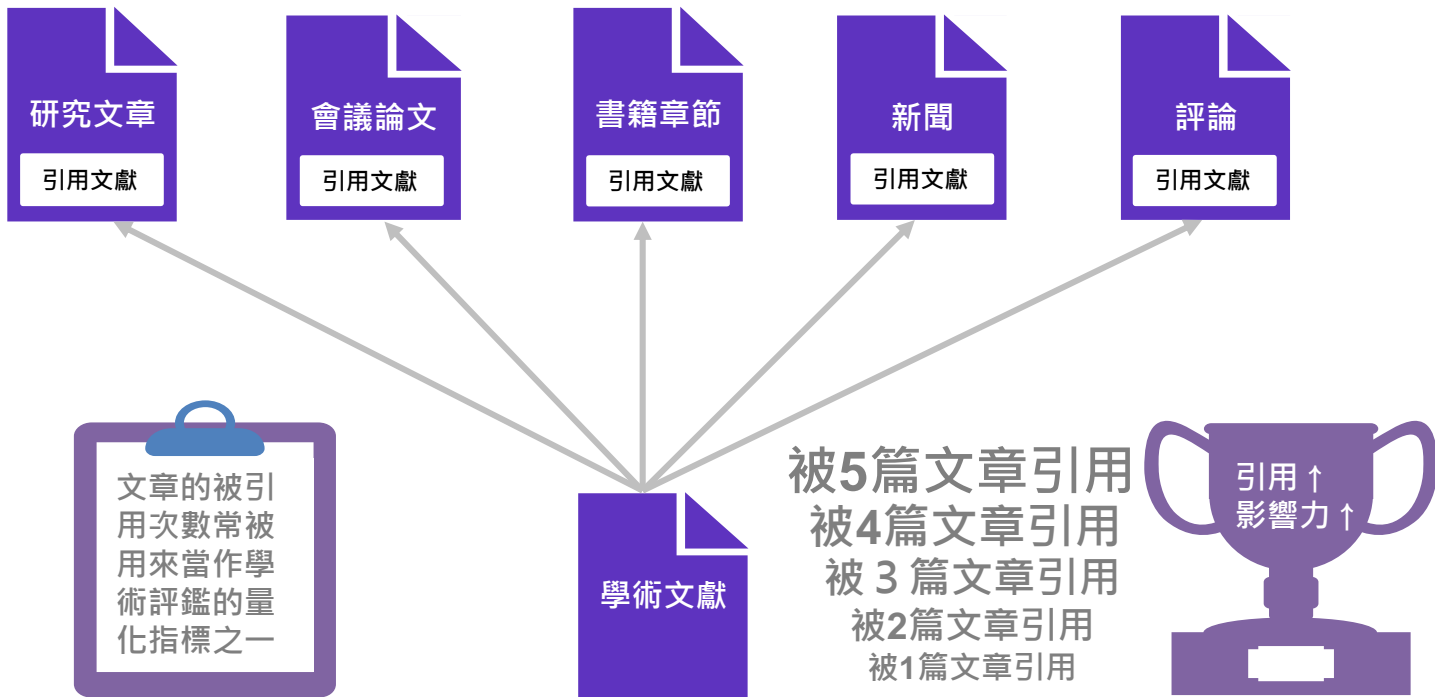 研究文章
引用文獻
會議論文
引用文獻
書籍章節
引用文獻
新聞
引用文獻
評論
引用文獻
文章的被引
用次數常被
用來當作學
術評鑑的量
化指標之一
學術文獻
被5篇文章引用
被4篇文章引用
被 3 篇文章引用
被2篇文章引用
被1篇文章引用
引用 ↑
影響力 ↑